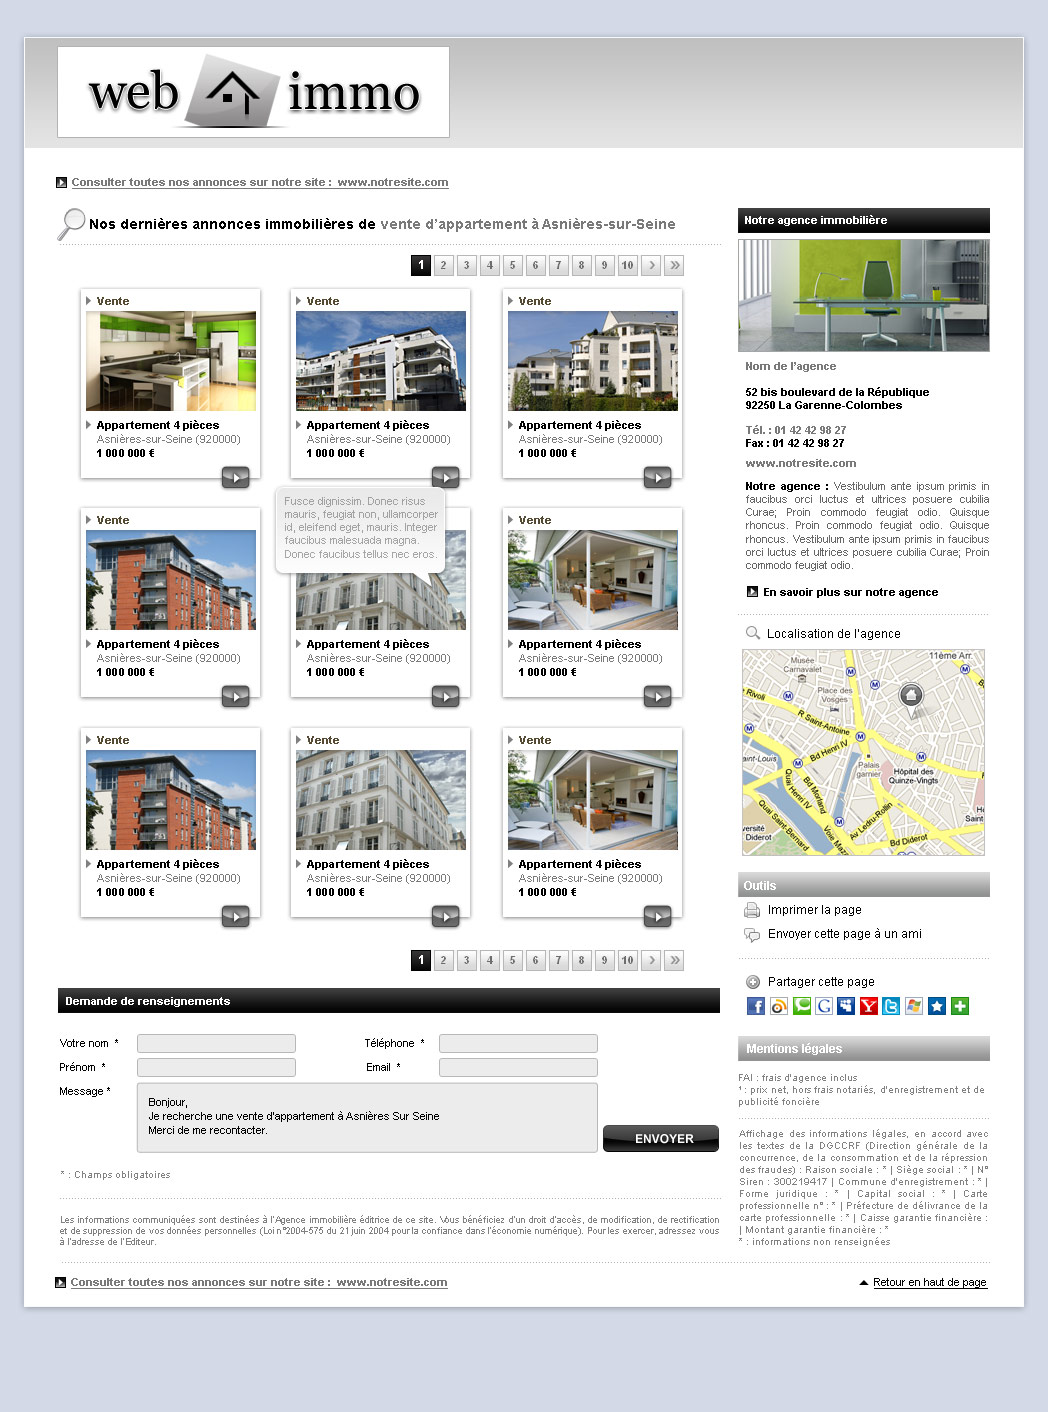 web immo
Consulter toutes nos annonces sur notre site : www.notresite.com
Nos dernières annonces immobilières de vente d'appartement à Asnières-sur-Seine
1 2 3 4 5 6 7 8 9 10 > »
Vente
Appartement 4 pièces
Asnières-sur-Seine (920000)
1 000 000 €
Vente
Appartement 4 pièces
Asnières-sur-Seine (920000)
1 000 000 €
Vente
Appartement 4 pièces
Asnières-sur-Seine (920000)
1 000 000 €
Vente
Appartement 4 pièces
Asnières-sur-Seine (920000)
1 000 000 €
Fusce dignissim. Donec risus
mauris, feugiat non, ullamcorper
id, eleifend eget, mauris. Integer
faucibus malesuada magna.
Donec faucibus tellus nec eros.
Appartement 4 pièces
Asnières-sur-Seine (920000)
1 000 000 €
Vente
Appartement 4 pièces
Asnières-sur-Seine (920000)
1 000 000 €
Vente
Appartement 4 pièces
Asnières-sur-Seine (920000)
1 000 000 €
Vente
Appartement 4 pièces
Asnières-sur-Seine (920000)
1 000 000 €
Vente
Appartement 4 pièces
Asnières-sur-Seine (920000)
1 000 000 €
1 2 3 4 5 6 7 8 9 10 > »
Demande de renseignements
Votre nom *
Téléphone *
Prénom *
Email *
Message *
Bonjour,
Je recherche une vente d'appartement à Asnières Sur Seine
Merci de me recontacter.
ENVOYER
* : Champs obligatoires
Les informations communiquées sont destinées à l'Agence immobilière éditrice de ce site. Vous bénéficiez d'un droit d'accès, de modification, de rectification
et de suppression de vos données personnelles (Loi n°2004-575 du 21 juin 2004 pour la confiance dans l'économie numérique). Pour les exercer, adressez vous
à l'adresse de l'Editeur.
Notre agence immobilière
Nom de l'agence
52 bis boulevard de la République
92250 La Garenne-Colombes
Tél. : 01 42 42 98 27
Fax : 01 42 42 98 27
www.notresite.com
Notre agence : Vestibulum ante ipsum primis in
faucibus orci luctus et ultrices posuere cubilia
Curae; Proin commodo feugiat odio. Quisque
rhoncus. Proin commodo feugiat odio. Quisque
rhoncus. Vestibulum ante ipsum primis in faucibus
orci luctus et ultrices posuere cubilia Curae; Proin
commodo feugiat odio.
En savoir plus sur notre agence
Localisation de l'agence
11ème Arr.
Musée
Carnavalet
Rivoli
Place des
Vosges
R Saint-Antoine
Bd Henri IV
aint-Louis
Palais
garnier
Hôpital des
Quinze-Vingts
Quai Henri IV
Bd Morland
Quai Saint-Bernard
Voie Maz
Av Ledru-Rollin
Bd Diderot
Saint
versité
Diderot
Outils
Imprimer la page
Envoyer cette page à un ami
Partager cette page
Mentions légales
FAI : frais d'agence inclus
¹ : prix net, hors frais notariés, d'enregistrement et de
publicité foncière
Affichage des informations légales, en accord avec
les textes de la DGCCRF (Direction générale de la
concurrence, de la consommation et de la répression
des fraudes) : Raison sociale : * | Siège social : * | N°
Siren : 300219417 | Commune d'enregistrement : * |
Forme juridique : * | Capital social : * | Carte
professionnelle n° : * | Préfecture de délivrance de la
carte professionnelle : * | Caisse garantie financière :
| Montant garantie financière : *
* : informations non renseignées
Consulter toutes nos annonces sur notre site : www.notresite.com
Retour en haut de page